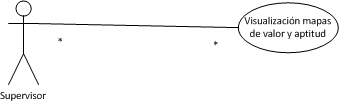 Visualización mapas
de valor y aptitud
*
*
Supervisor